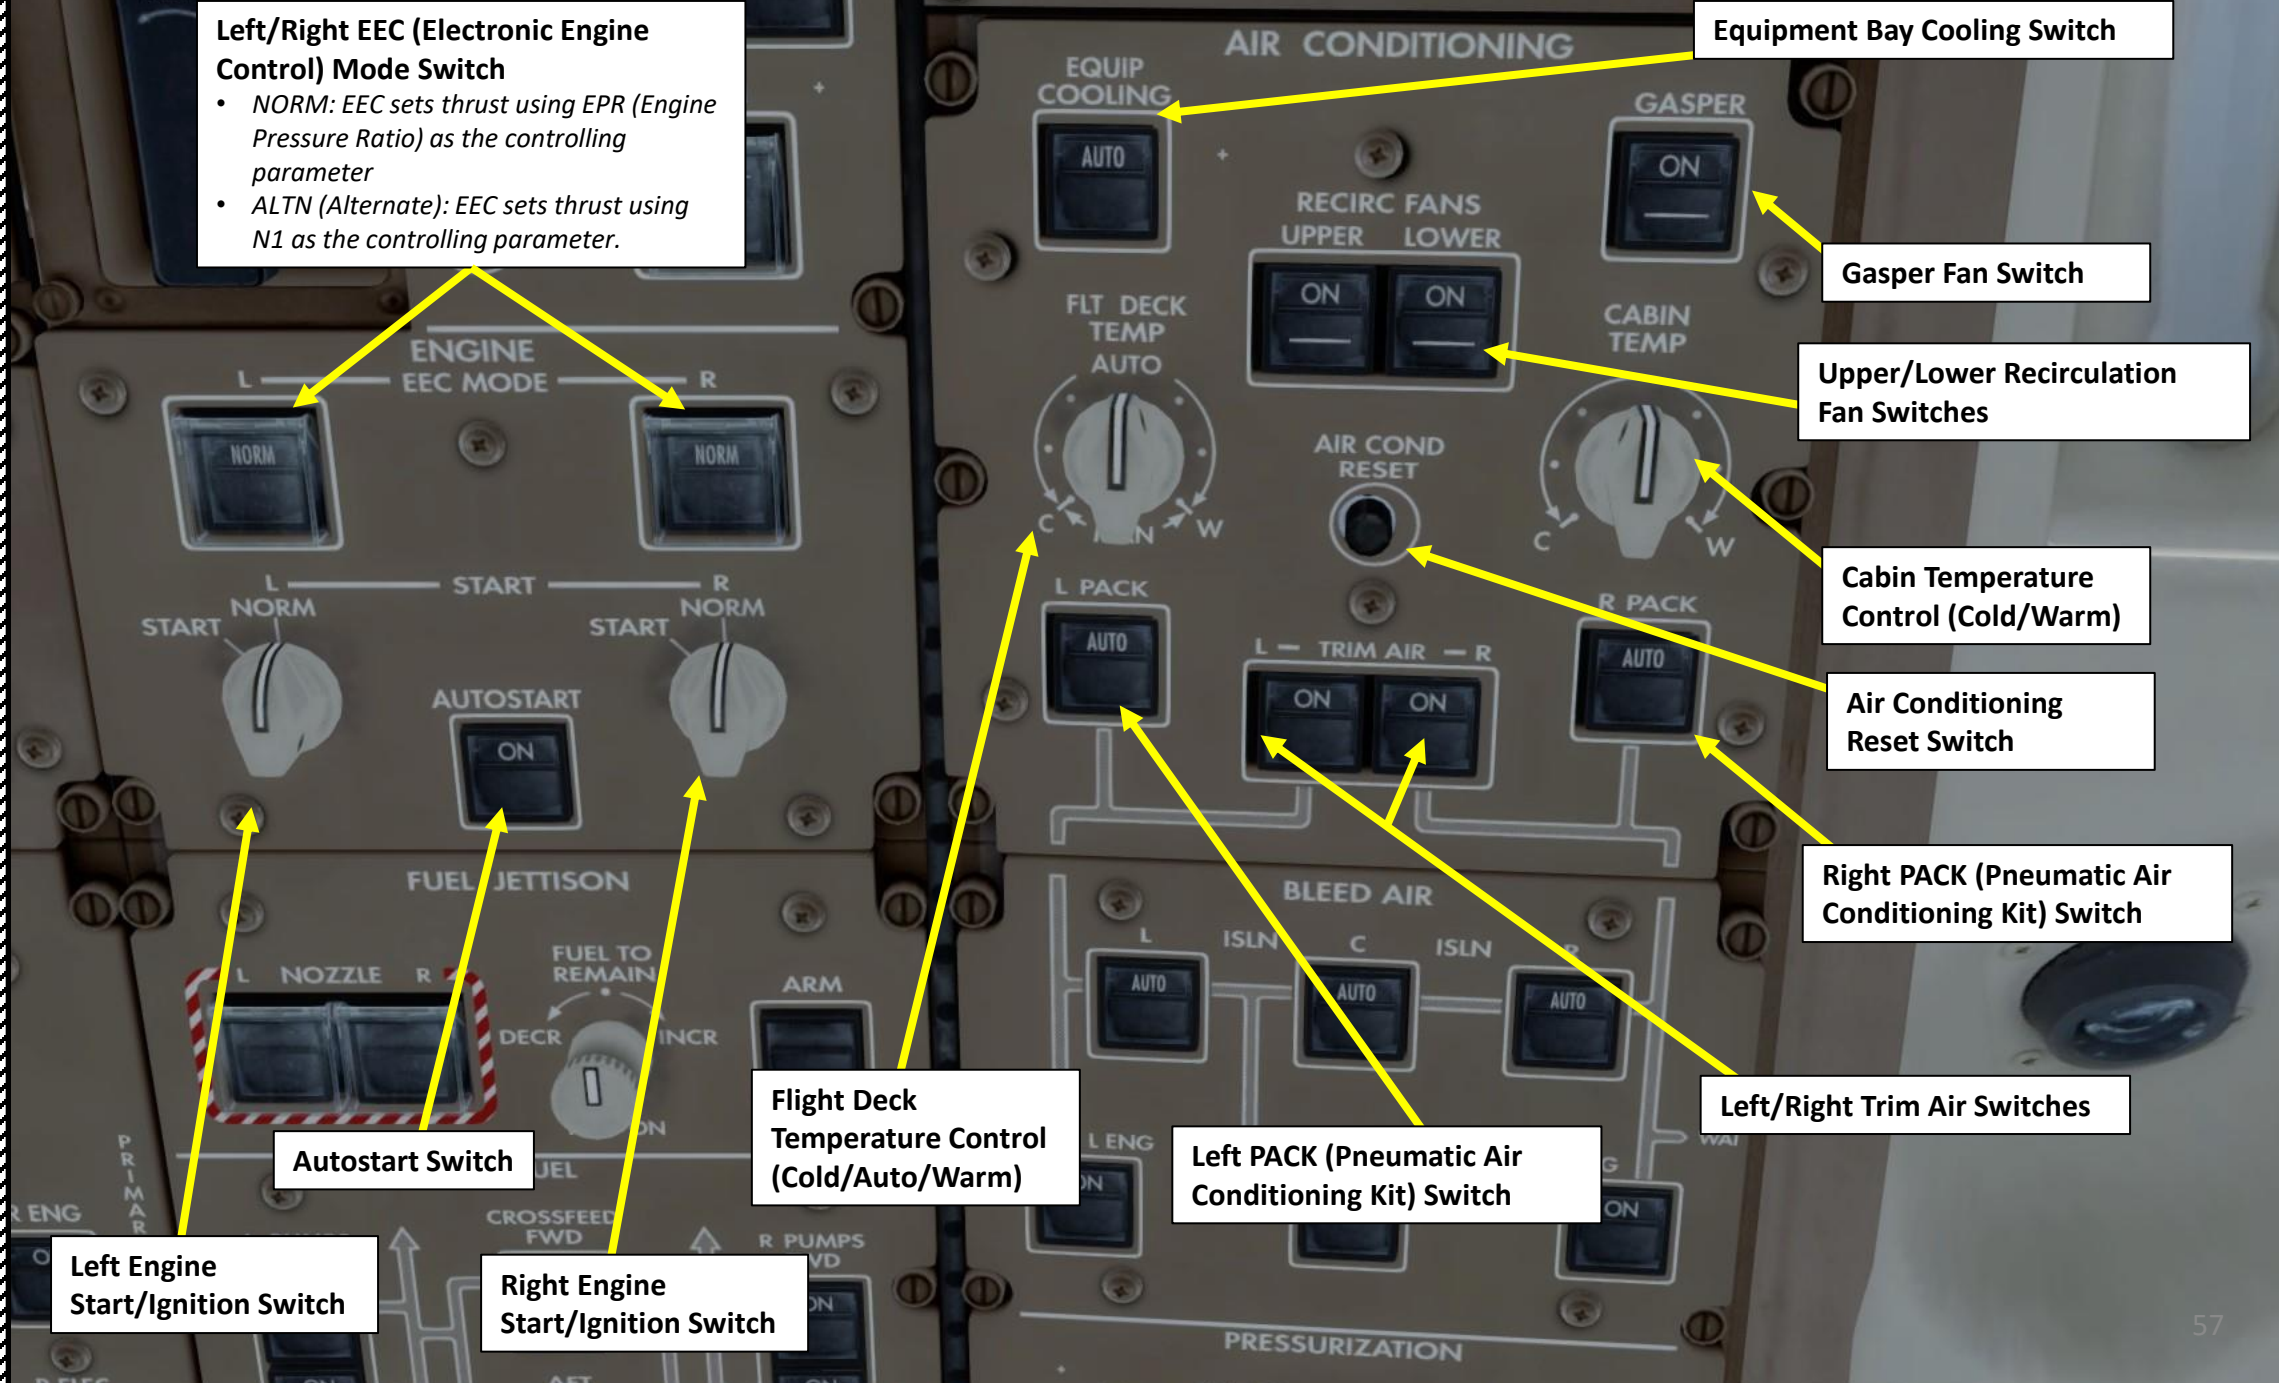 Left/Right EEC (Electronic Engine
Control) Mode Switch
• NORM: EEC sets thrust using EPR (Engine
Pressure Ratio) as the controlling
parameter
• ALTN (Alternate): EEC sets thrust using
N1 as the controlling parameter.
Equipment Bay Cooling Switch
AIR CONDITIONING
EQUIP
COOLING
AUTO
GASPER
ON
Gasper Fan Switch
RECIRC FANS
UPPER LOWER
ON ON
Upper/Lower Recirculation
Fan Switches
FLT DECK
TEMP
AUTO
C
W
CABIN
TEMP
C
W
AIR COND
RESET
Cabin Temperature
Control (Cold/Warm)
Air Conditioning
Reset Switch
L PACK
AUTO
L — TRIM AIR — R
ON ON
R PACK
AUTO
Right PACK (Pneumatic Air
Conditioning Kit) Switch
ENGINE
L EEC MODE R
NORM NORM
L START R
START NORM
START NORM
AUTOSTART
ON
FUEL JETTISON
L NOZZLE R
FUEL TO
REMAIN
DECR INCR
ARM
BLEED AIR
L ISLN C ISLN R
AUTO AUTO AUTO
Left/Right Trim Air Switches
Flight Deck
Temperature Control
(Cold/Auto/Warm)
Left PACK (Pneumatic Air
Conditioning Kit) Switch
Autostart Switch
L ENG
ON
ON
R ENG
CROSSFEED
FWD
R PUMPS
ON
Left Engine
Start/Ignition Switch
Right Engine
Start/Ignition Switch
PRESSURIZATION
57